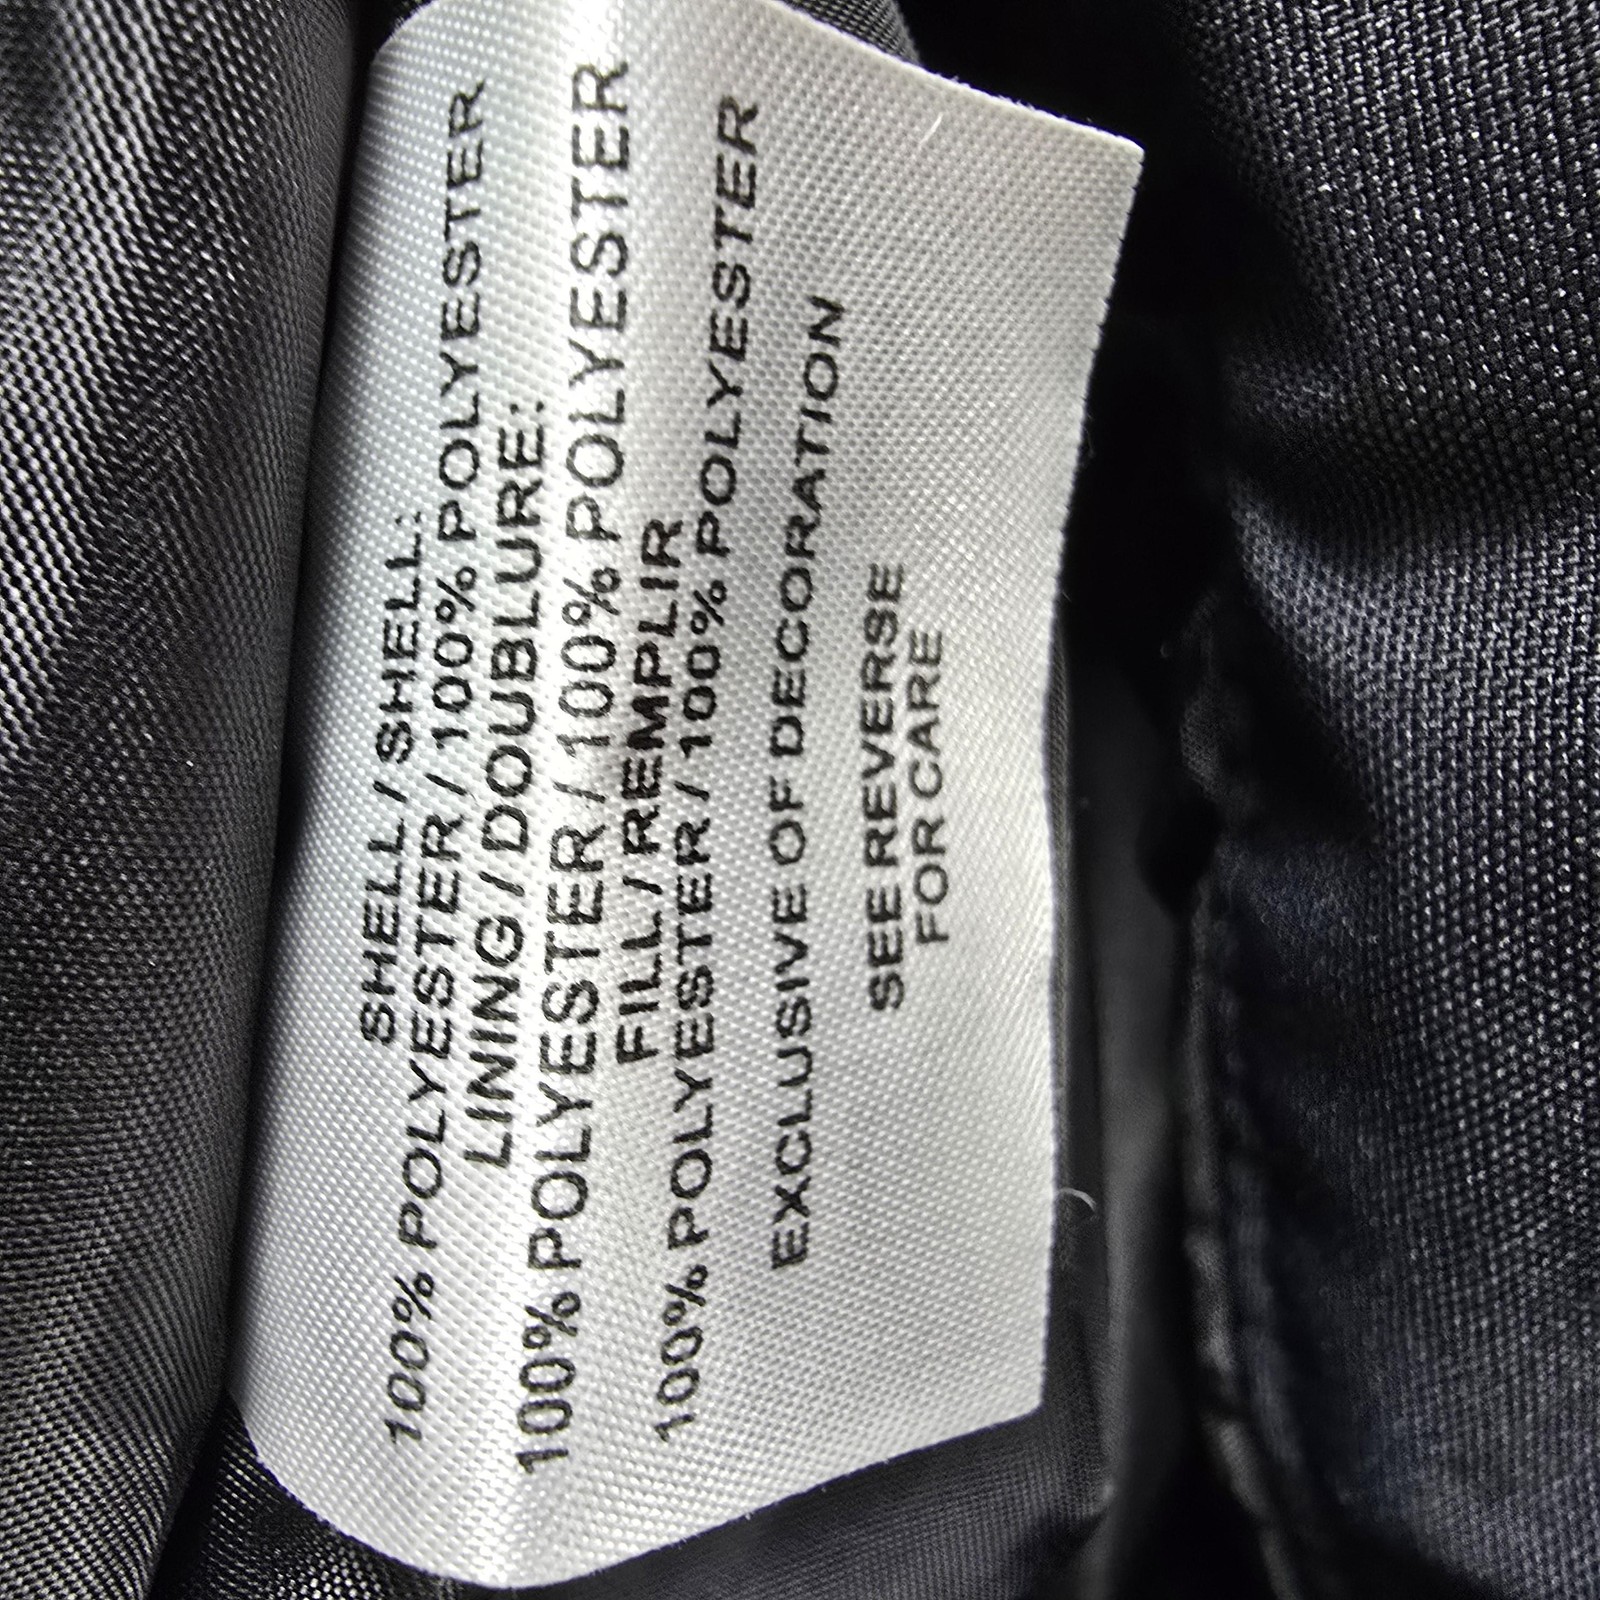 SHELL / SHELL:
100% POLYESTER / 100% POLYESTER
LINING / DOUBLURE:
100% POLYESTER / 100% POLYESTER
FILL / REMPLIR
100% POLYESTER / 100% POLYESTER
EXCLUSIVE OF DECORATION
SEE REVERSE
FOR CARE